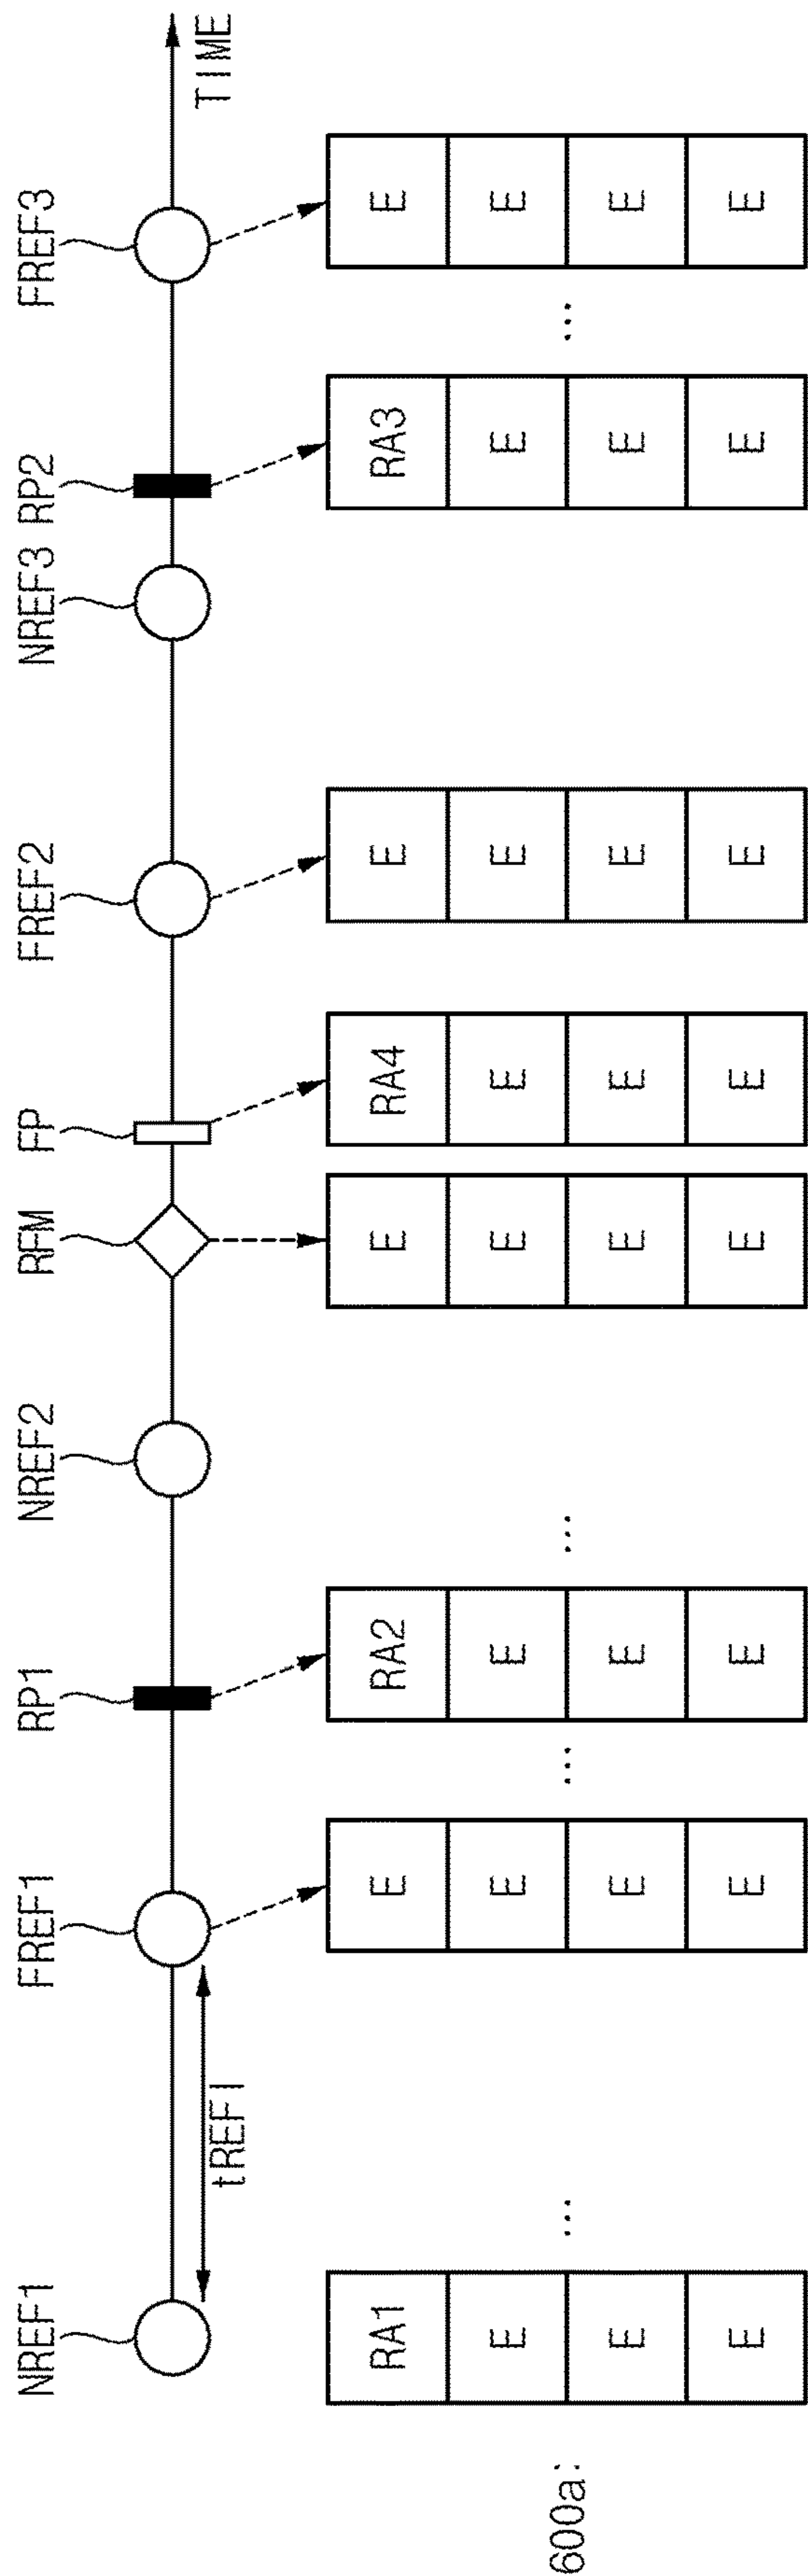 NREF1 FREF1 RP1 NREF2 RFM FP FREF2 NREF3 RP2 FREF3
tREFI TIME
RA1 E RA2 E RA4 E RA3 E
E E E E E E E E
600a: ... E ... E ... E E E E E ... E
E E E E E E E E